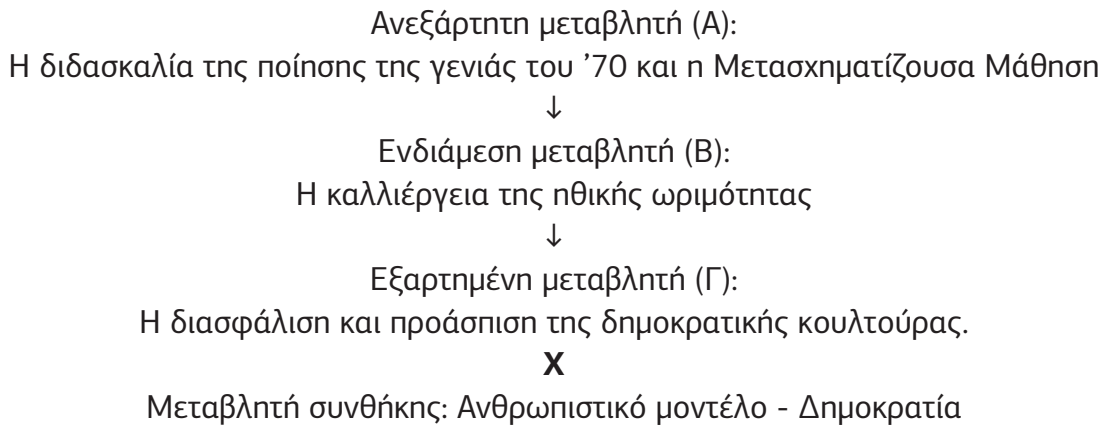 Ανεξάρτητη μεταβλητή (Α):
Η διδασκαλία της ποίησης της γενιάς του ’70 και η Μετασχηματίζουσα Μάθηση
↓
Ενδιάμεση μεταβλητή (Β):
Η καλλιέργεια της ηθικής ωριμότητας
↓
Εξαρτημένη μεταβλητή (Γ):
Η διασφάλιση και προάσπιση της δημοκρατικής κουλτούρας.
X
Μεταβλητή συνθήκης: Ανθρωπιστικό μοντέλο - Δημοκρατία